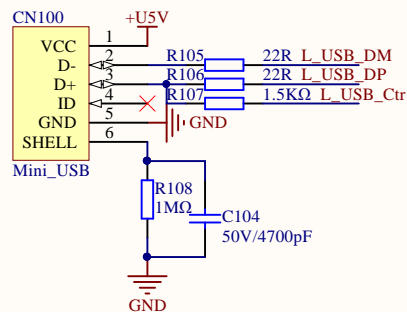 CN100
+U5V
VCC 1
D- 2 R105 22R L_USB_DM
D+ 3 R106 22R L_USB_DP
ID 4 R107 1.5KΩ L_USB_Ctr
GND 5 GND
SHELL 6
Mini_USB
R108
1MΩ
C104
50V/4700pF
GND